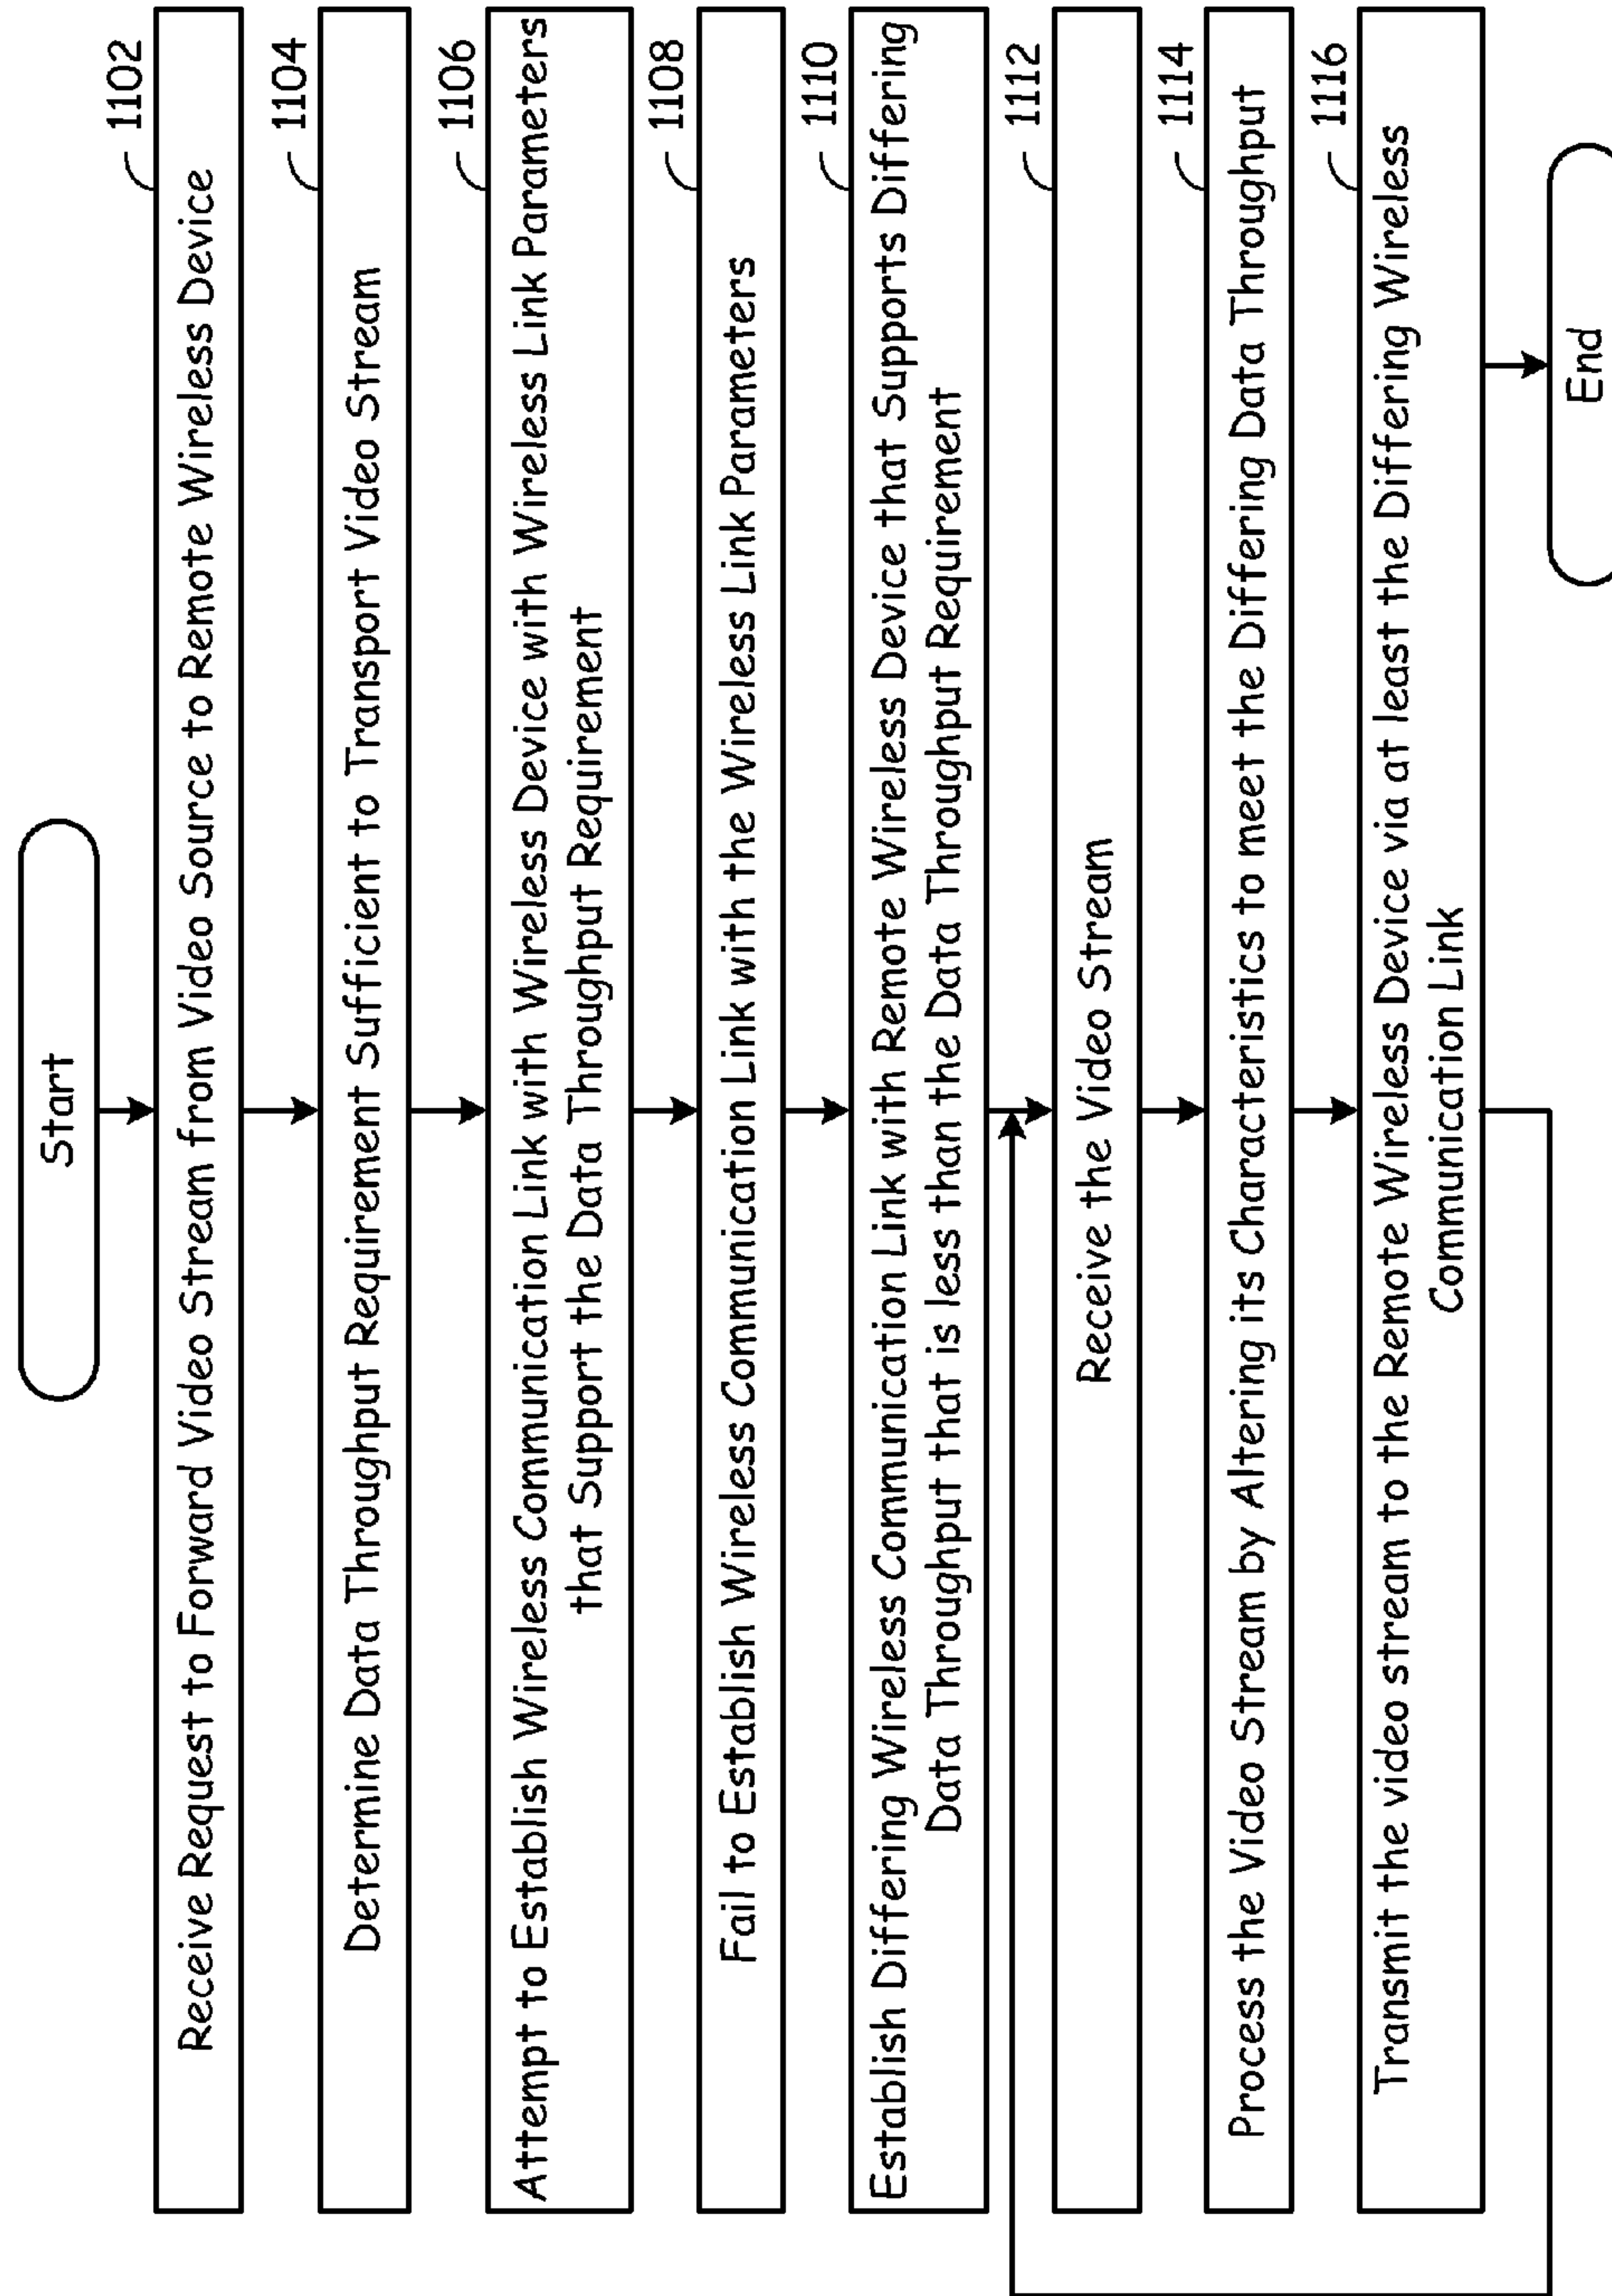 Start
1102
Receive Request to Forward Video Stream from Video Source to Remote Wireless Device
1104
Determine Data Throughput Requirement Sufficient to Transport Video Stream
1106
Attempt to Establish Wireless Communication Link with Wireless Device with Wireless Link Parameters
that Support the Data Throughput Requirement
1108
Fail to Establish Wireless Communication Link with the Wireless Link Parameters
1110
Establish Differing Wireless Communication Link with Remote Wireless Device that Supports Differing
Data Throughput that is less than the Data Throughput Requirement
1112
Receive the Video Stream
1114
Process the Video Stream by Altering its Characteristics to meet the Differing Data Throughput
1116
Transmit the video stream to the Remote Wireless Device via at least the Differing Wireless
Communication Link
End